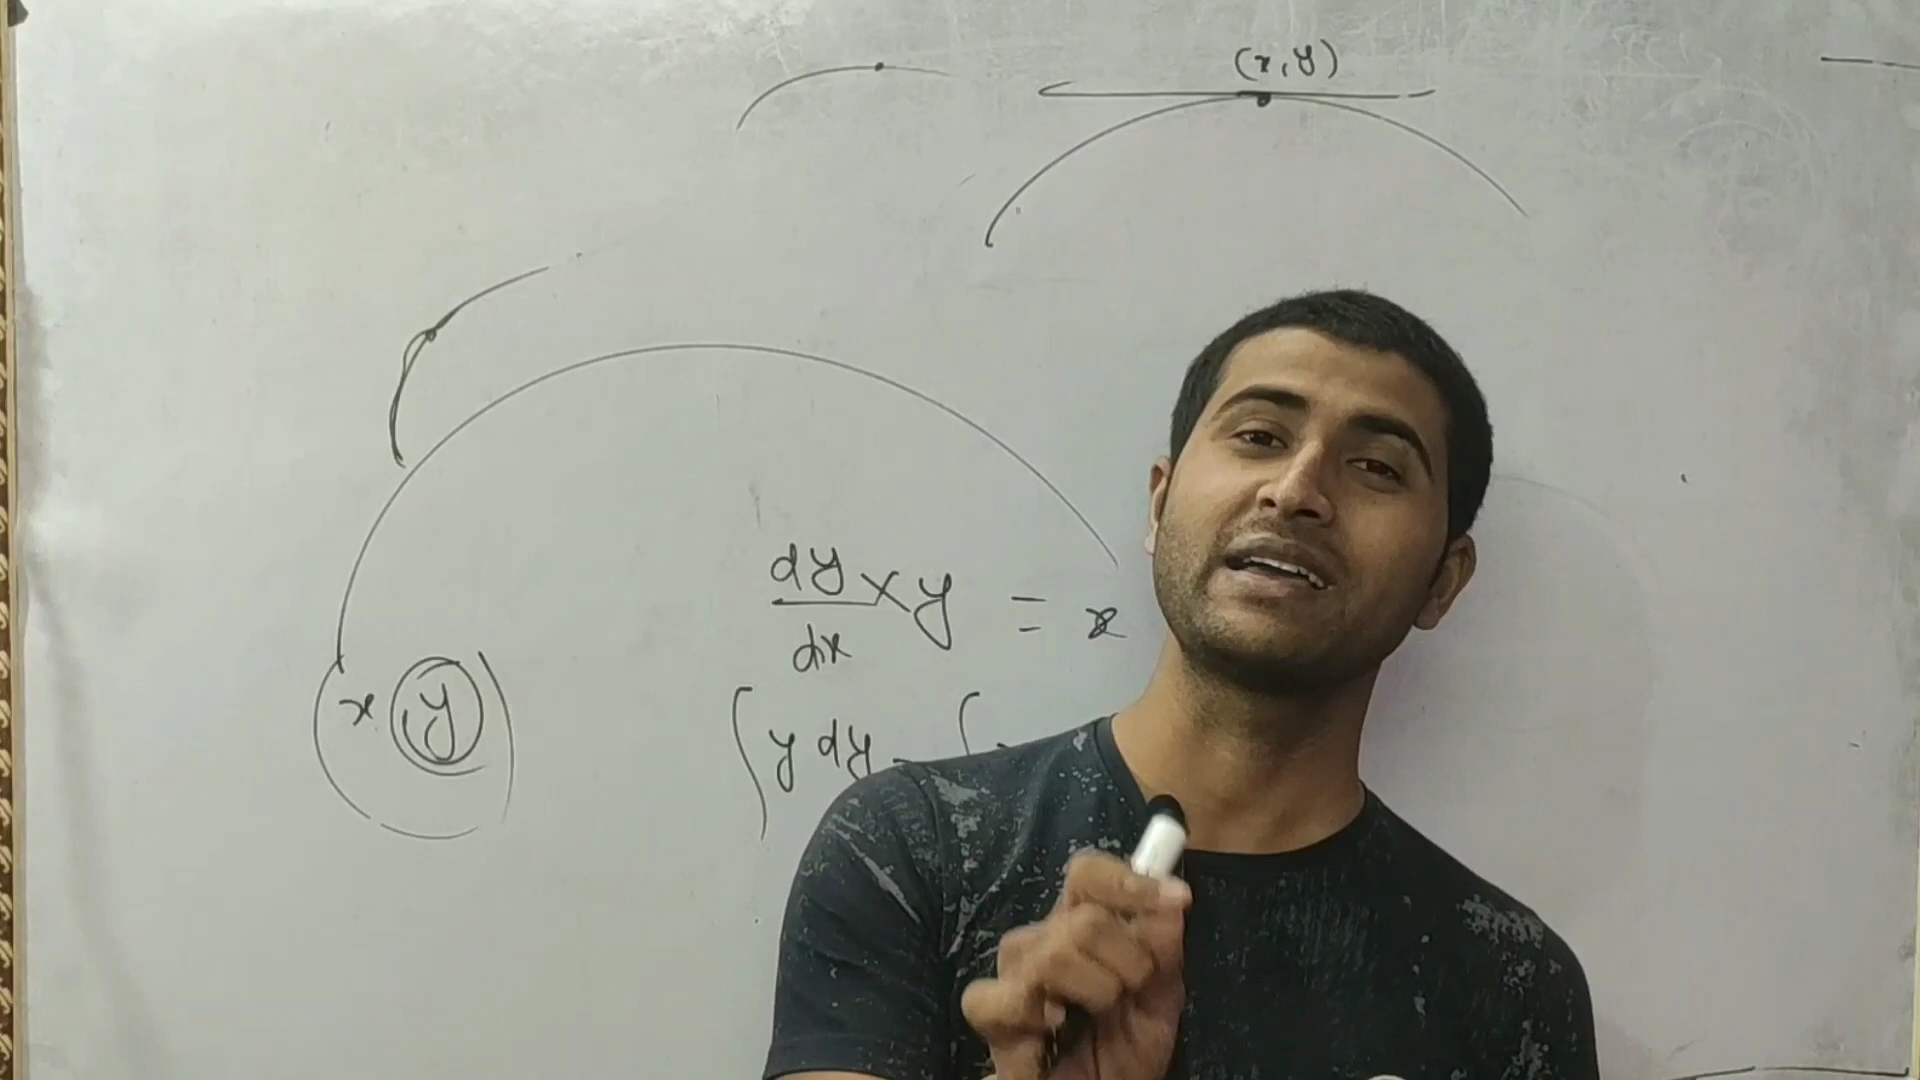 (x, y)
dy/dx × y = x
x, y
∫ y dy = ∫